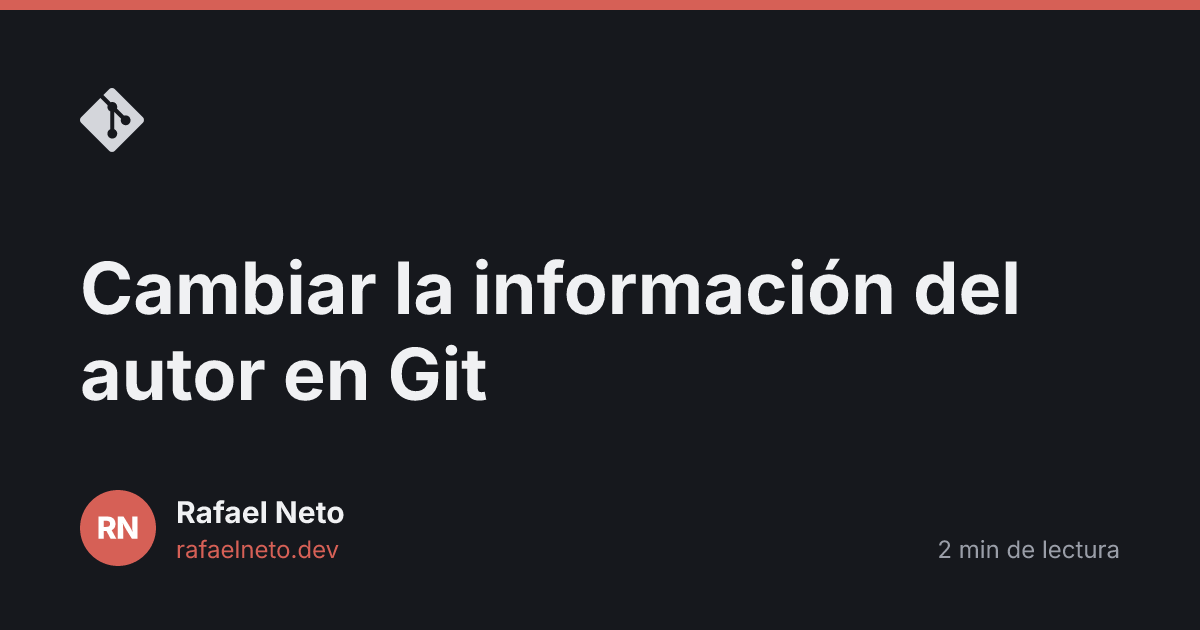 Cambiar la información del
autor en Git
RN
Rafael Neto
rafaelneto.dev
2 min de lectura